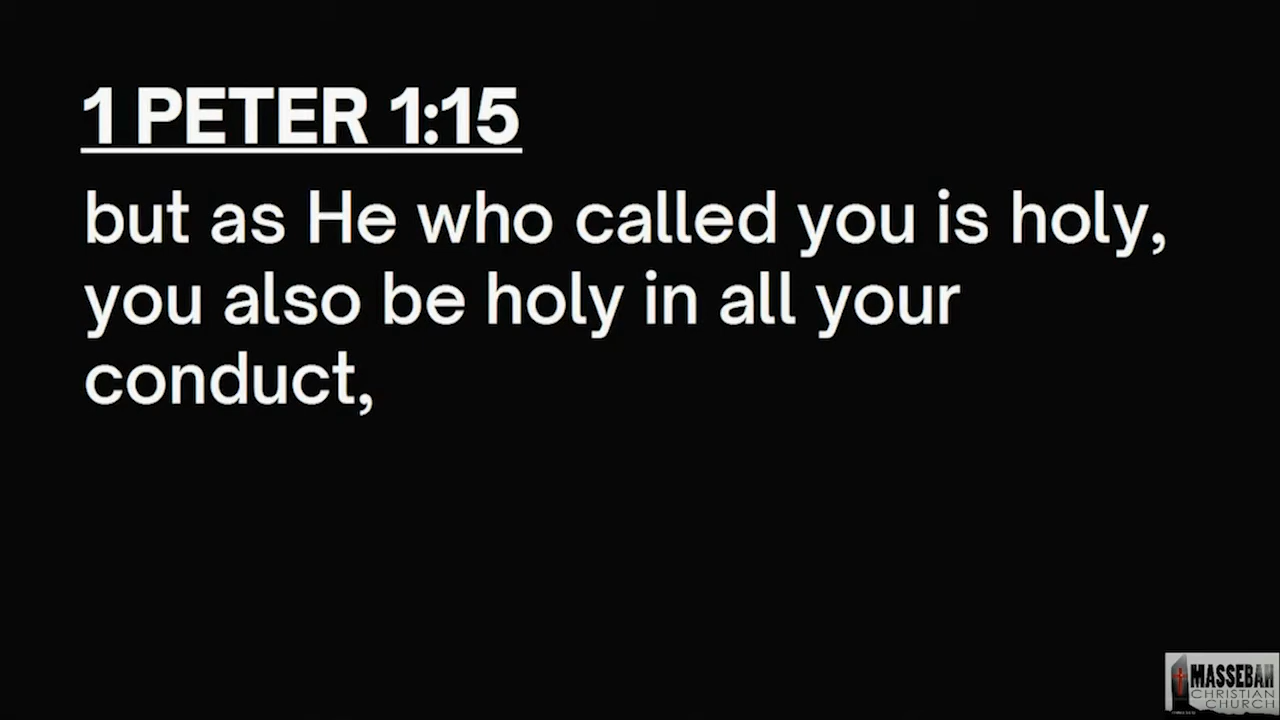 1 PETER 1:15
but as He who called you is holy,
you also be holy in all your
conduct,
MASSEBAH
CHRISTIAN
CHURCH